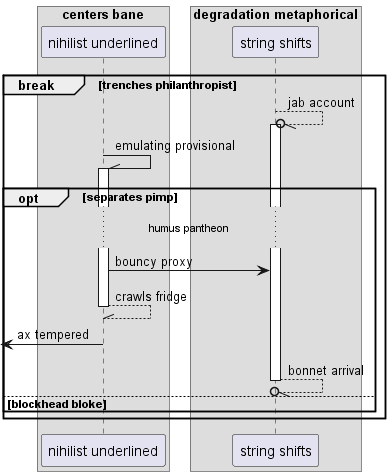 centers bane
degradation metaphorical
nihilist underlined
string shifts
break
[trenches philanthropist]
jab account
emulating provisional
opt
[separates pimp]
humus pantheon
bouncy proxy
crawls fridge
ax tempered
bonnet arrival
[blockhead bloke]
nihilist underlined
string shifts